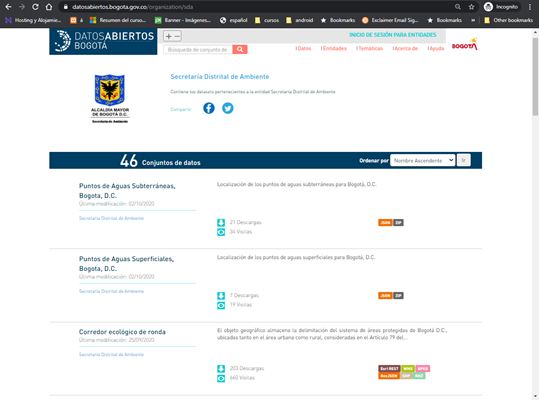 datosabiertos.bogota.gov.co/organization/sda
Incognito
Hosting y Alojamie...
Resumen del curso...
Banner - Imágenes...
español
cursos
android
Bookmarks
Exclaimer Email Sig...
Bookmarks
»
Other bookmarks
DATOSABIERTOS
BOGOTÁ
+ −
INICIO DE SESIÓN PARA ENTIDADES
Búsqueda de conjunto de
Datos Entidades Temáticas Acerca de Ayuda
BOGOTÁ
ALCALDÍA MAYOR
DE BOGOTÁ D.C.
Secretaría Distrital de Ambiente
Secretaría Distrital de Ambiente
Contiene los datasets pertenecientes a la entidad Secretaría Distrital de Ambiente
Compartir
46 Conjuntos de datos
Ordenar por Nombre Ascendente Ir
Puntos de Aguas Subterráneas,
Bogota, D.C.
Última modificación: 02/10/2020
Secretaría Distrital de Ambiente
Localización de los puntos de aguas subterráneas para Bogotá, D.C.
21 Descargas
34 Visitas
JSON ZIP
Puntos de Aguas Superficiales,
Bogota, D.C.
Última modificación: 02/10/2020
Secretaría Distrital de Ambiente
Localización de los puntos de aguas superficiales para Bogotá, D.C.
7 Descargas
19 Visitas
JSON ZIP
Corredor ecológico de ronda
Última modificación: 25/09/2020
Secretaría Distrital de Ambiente
El objeto geográfico almacena la delimitación del sistema de áreas protegidas de Bogotá D.C.,
ubicadas tanto en el área urbana como rural, consideradas en el Artículo 79 del...
203 Descargas
660 Visitas
Esri REST WMS GPKG
GeoJSON SHP